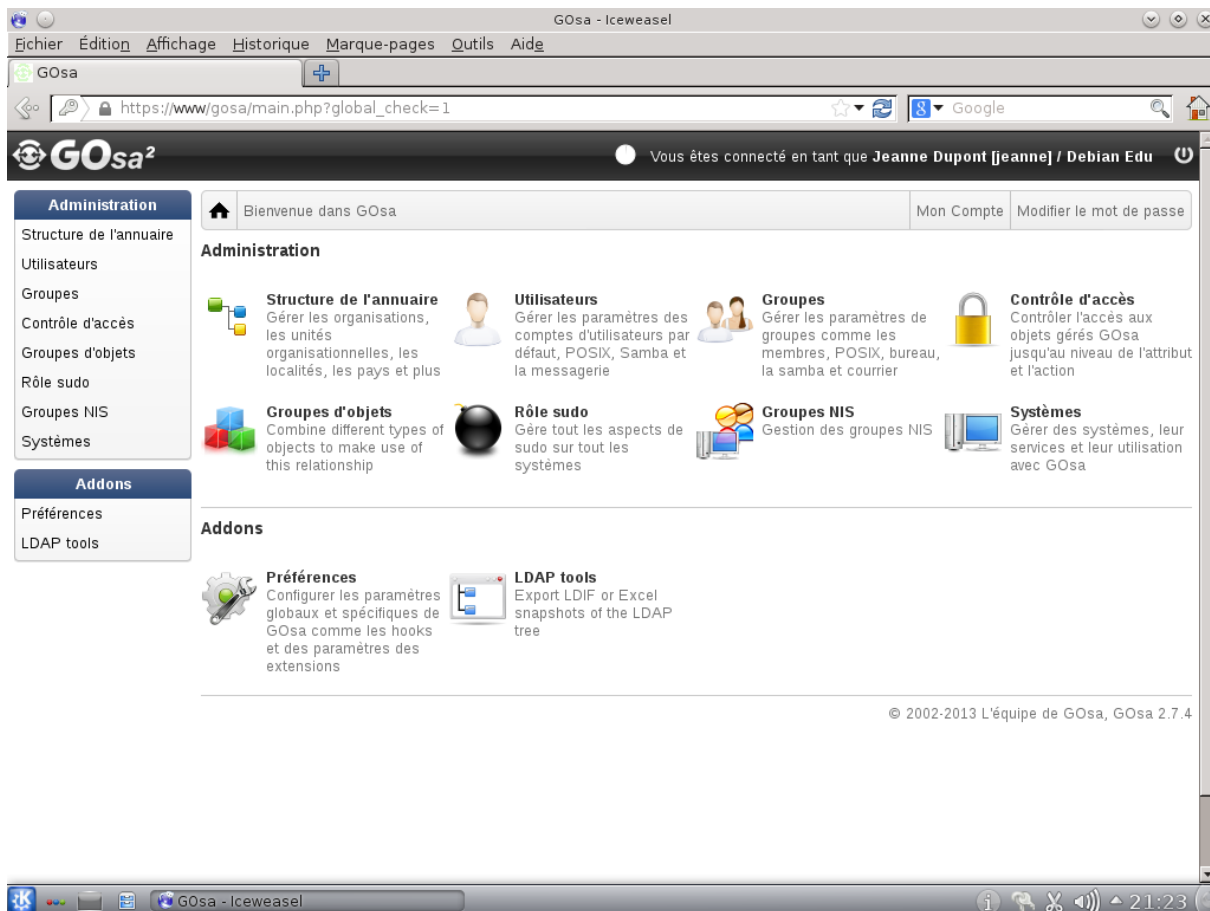 GOsa - Iceweasel
Fichier Édition Affichage Historique Marque-pages Outils Aide
GOsa
https://www/gosa/main.php?global_check=1
Google
GOsa²
Vous êtes connecté en tant que Jeanne Dupont [jeanne] / Debian Edu
Administration
Structure de l'annuaire
Utilisateurs
Groupes
Contrôle d'accès
Groupes d'objets
Rôle sudo
Groupes NIS
Systèmes
Addons
Préférences
LDAP tools
Bienvenue dans GOsa
Mon Compte
Modifier le mot de passe
Administration
Structure de l'annuaire
Gérer les organisations,
les unités
organisationnelles, les
localités, les pays et plus
Utilisateurs
Gérer les paramètres des
comptes d'utilisateurs par
défaut, POSIX, Samba et
la messagerie
Groupes
Gérer les paramètres de
groupes comme les
membres, POSIX, bureau,
la samba et courrier
Contrôle d'accès
Contrôler l'accès aux
objets gérés GOsa
jusqu'au niveau de l'attribut
et l'action
Groupes d'objets
Combine different types of
objects to make use of
this relationship
Rôle sudo
Gère tout les aspects de
sudo sur tout les
systèmes
Groupes NIS
Gestion des groupes NIS
Systèmes
Gérer des systèmes, leur
services et leur utilisation
avec GOsa
Addons
Préférences
Configurer les paramètres
globaux et spécifiques de
GOsa comme les hooks
et des paramètres des
extensions
LDAP tools
Export LDIF or Excel
snapshots of the LDAP
tree
© 2002-2013 L'équipe de GOsa, GOsa 2.7.4
GOsa - Iceweasel
21:23